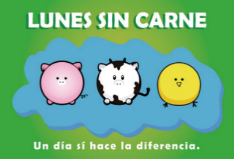 LUNES SIN CARNE
Un día sí hace la diferencia.